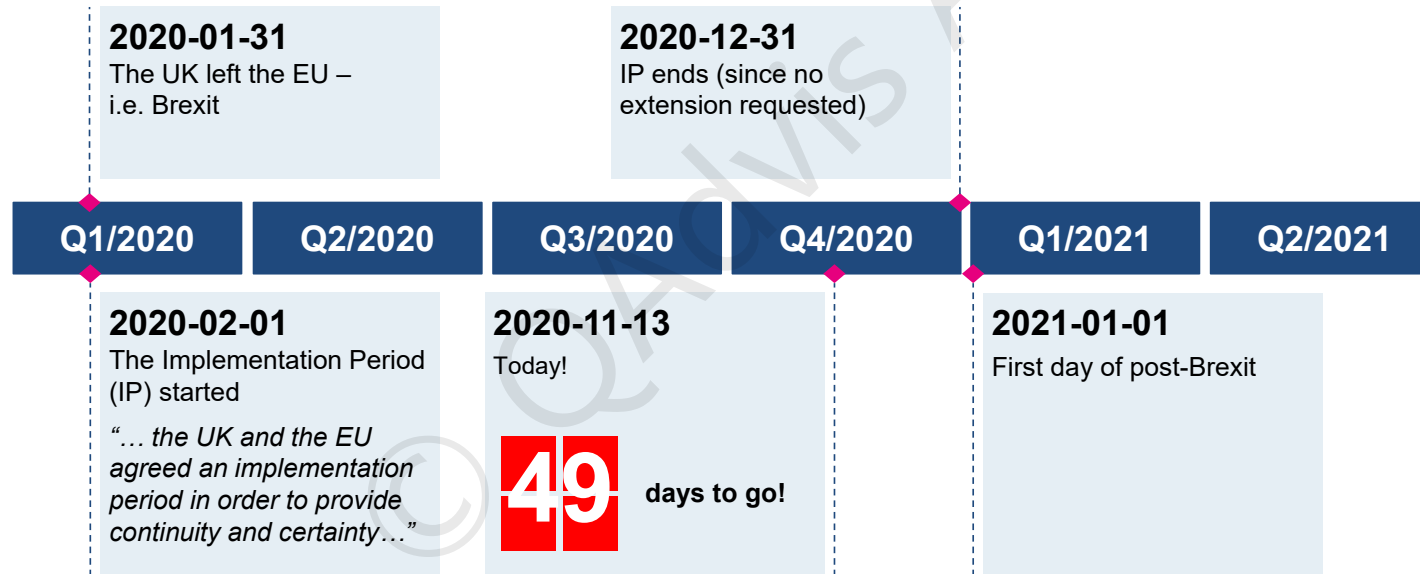 2020-01-31
The UK left the EU –
i.e. Brexit
2020-12-31
IP ends (since no
extension requested)
Q1/2020
Q2/2020
Q3/2020
Q4/2020
Q1/2021
Q2/2021
2020-02-01
The Implementation Period
(IP) started
“… the UK and the EU
agreed an implementation
period in order to provide
continuity and certainty…”
2020-11-13
Today!
49
days to go!
2021-01-01
First day of post-Brexit
© QAdvis